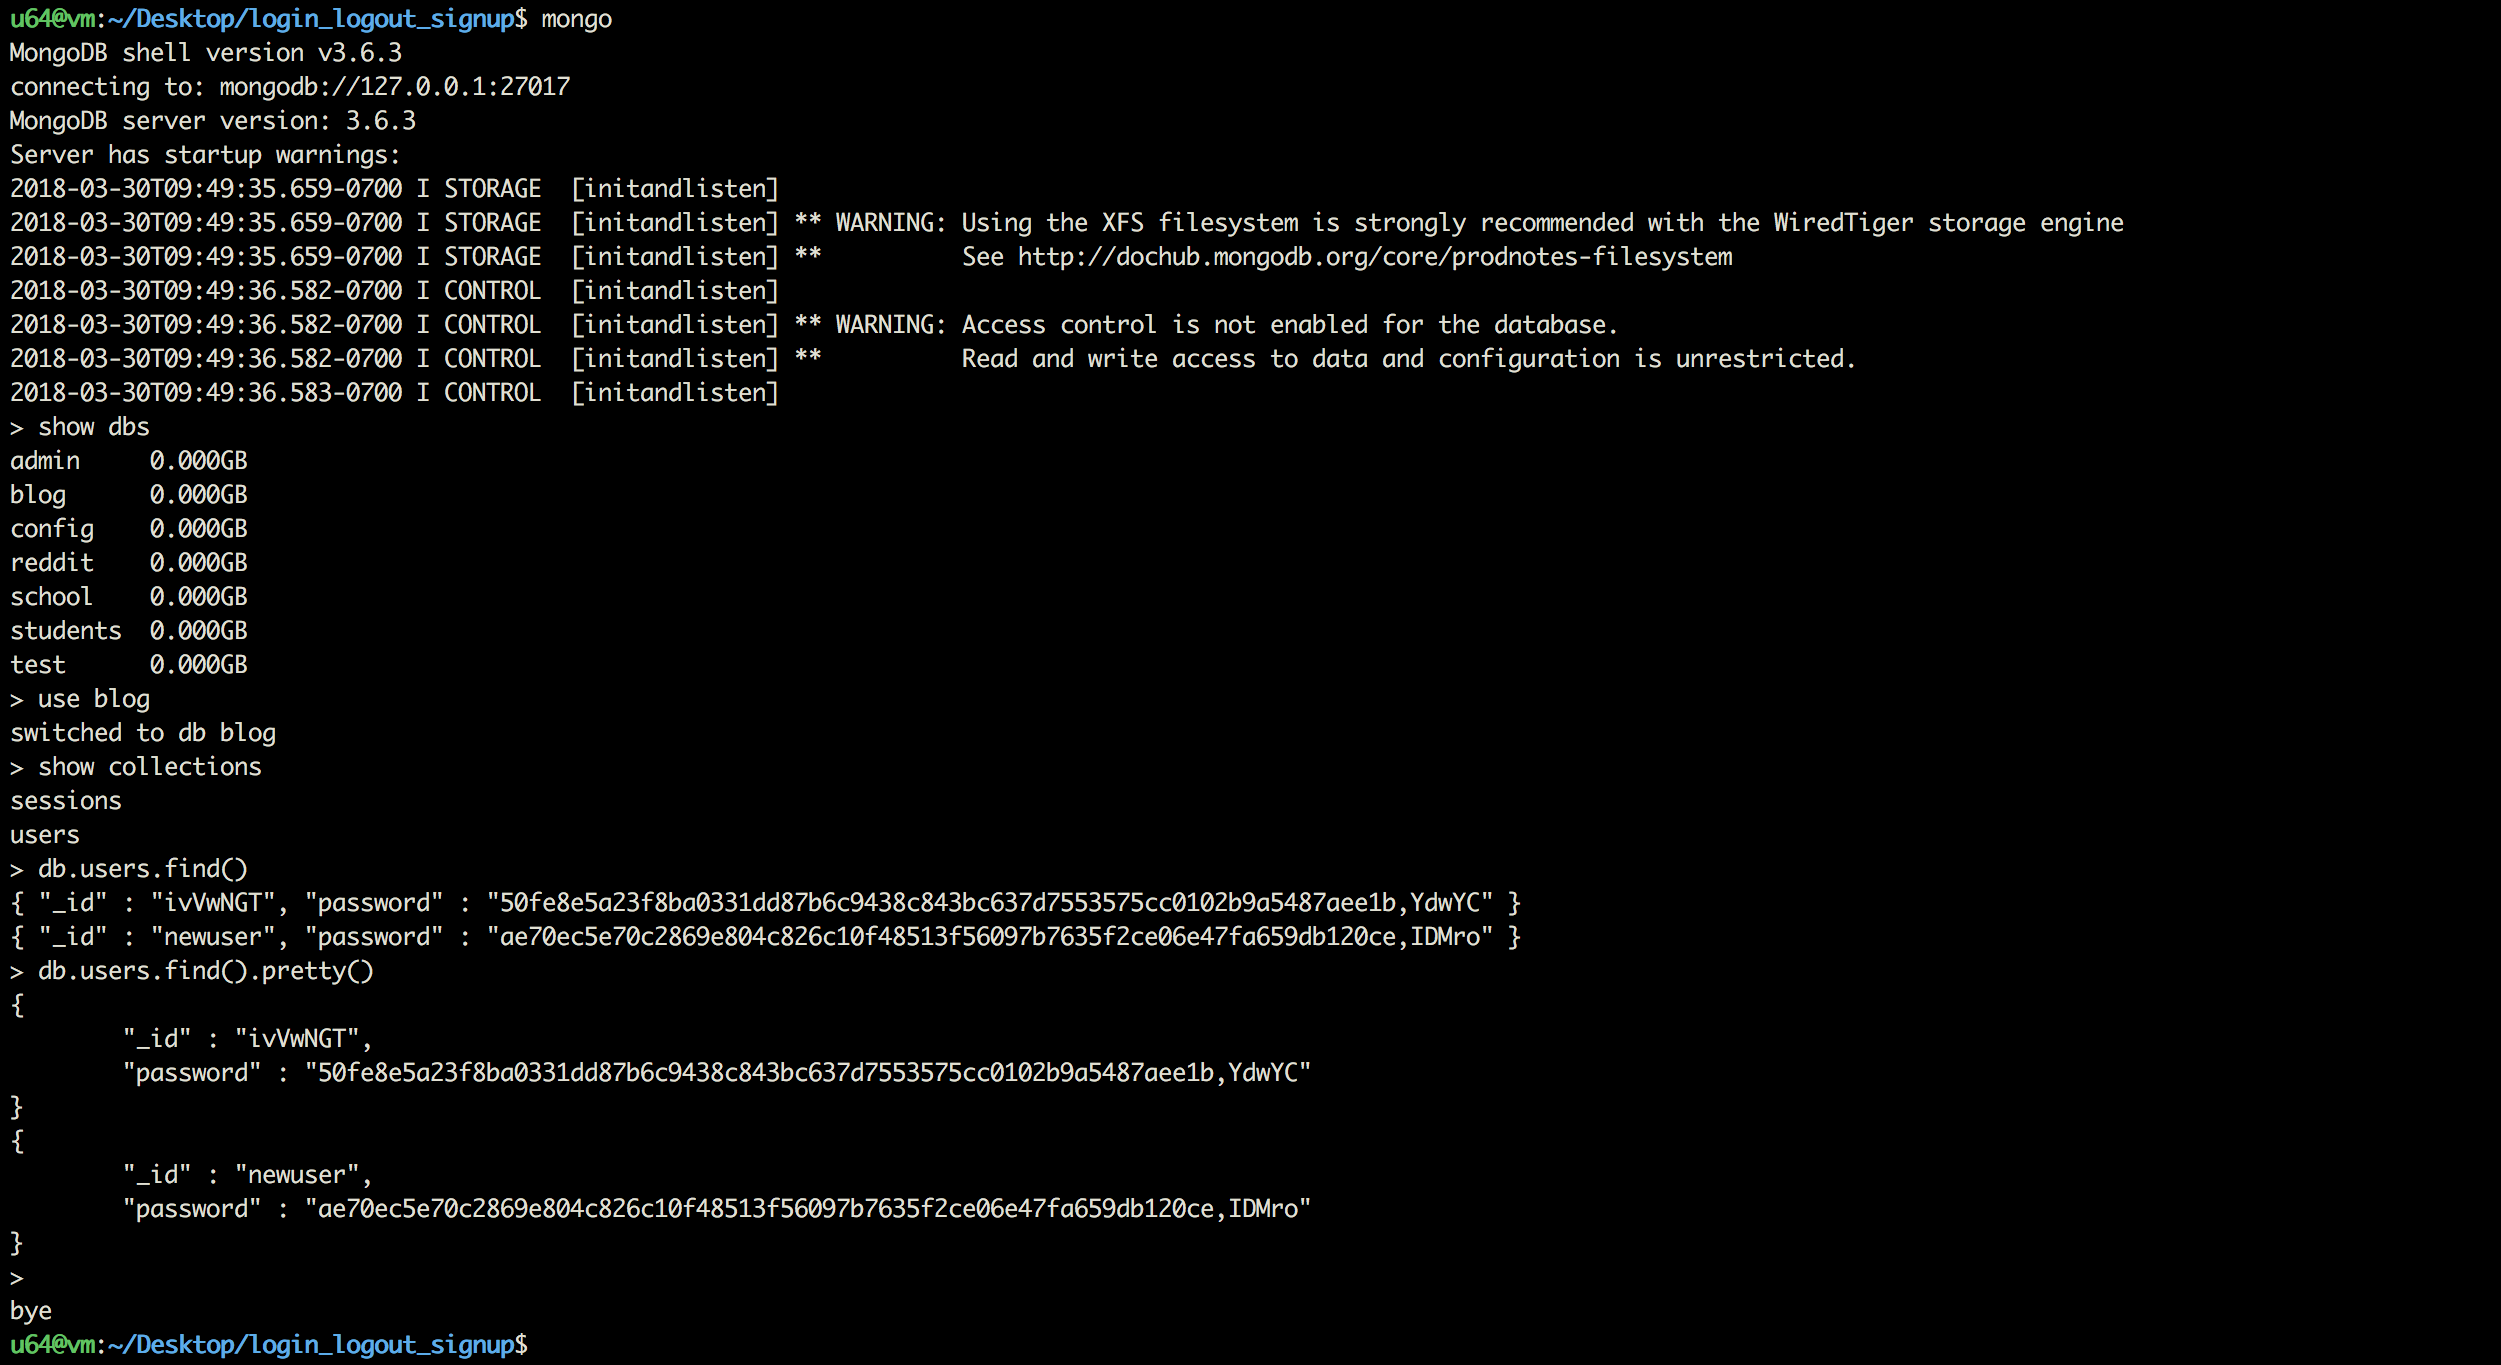 u64@vm:~/Desktop/login_logout_signup$ mongo
MongoDB shell version v3.6.3
connecting to: mongodb://127.0.0.1:27017
MongoDB server version: 3.6.3
Server has startup warnings:
2018-03-30T09:49:35.659-0700 I STORAGE  [initandlisten]
2018-03-30T09:49:35.659-0700 I STORAGE  [initandlisten] ** WARNING: Using the XFS filesystem is strongly recommended with the WiredTiger storage engine
2018-03-30T09:49:35.659-0700 I STORAGE  [initandlisten] **          See http://dochub.mongodb.org/core/prodnotes-filesystem
2018-03-30T09:49:36.582-0700 I CONTROL  [initandlisten]
2018-03-30T09:49:36.582-0700 I CONTROL  [initandlisten] ** WARNING: Access control is not enabled for the database.
2018-03-30T09:49:36.582-0700 I CONTROL  [initandlisten] **          Read and write access to data and configuration is unrestricted.
2018-03-30T09:49:36.583-0700 I CONTROL  [initandlisten]
> show dbs
admin     0.000GB
blog      0.000GB
config    0.000GB
reddit    0.000GB
school    0.000GB
students  0.000GB
test      0.000GB
> use blog
switched to db blog
> show collections
sessions
users
> db.users.find()
{ "_id" : "ivVwNGT", "password" : "50fe8e5a23f8ba0331dd87b6c9438c843bc637d7553575cc0102b9a5487aee1b,YdwYC" }
{ "_id" : "newuser", "password" : "ae70ec5e70c2869e804c826c10f48513f56097b7635f2ce06e47fa659db120ce,IDMro" }
> db.users.find().pretty()
{
        "_id" : "ivVwNGT",
        "password" : "50fe8e5a23f8ba0331dd87b6c9438c843bc637d7553575cc0102b9a5487aee1b,YdwYC"
}
{
        "_id" : "newuser",
        "password" : "ae70ec5e70c2869e804c826c10f48513f56097b7635f2ce06e47fa659db120ce,IDMro"
}
>
bye
u64@vm:~/Desktop/login_logout_signup$